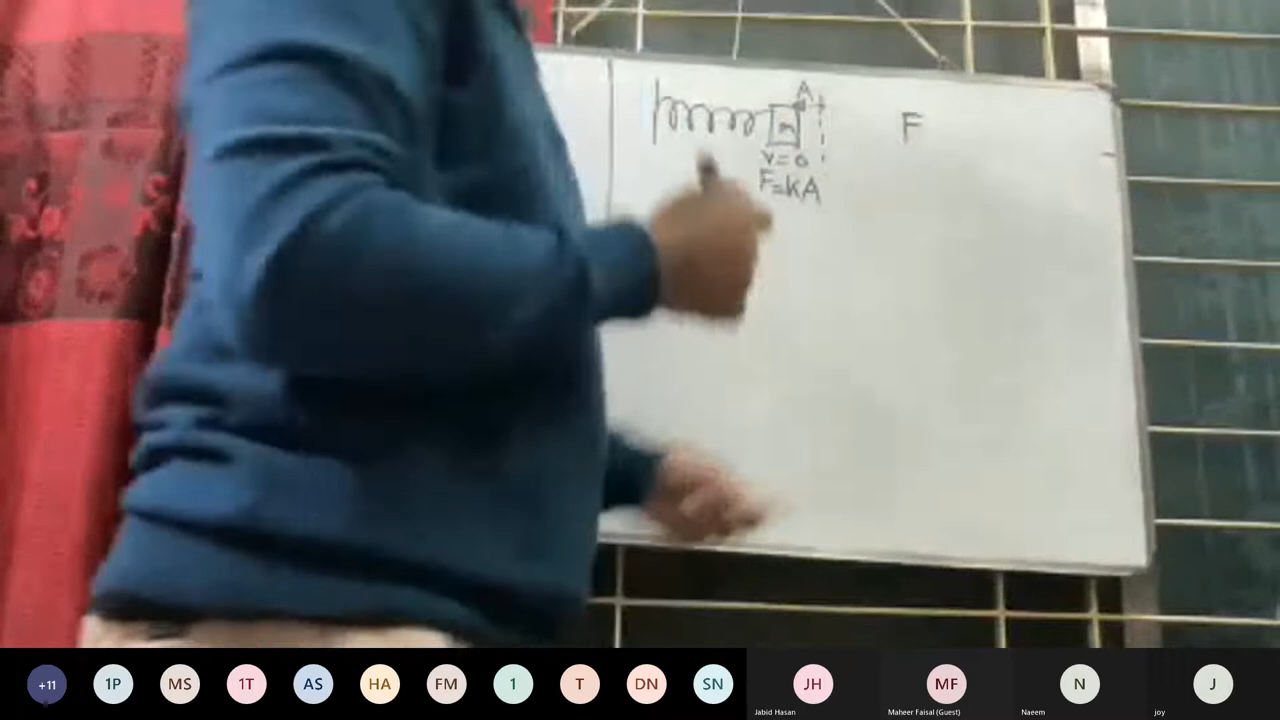 A
m
v=0
F=kA
F
+11
1P
MS
1T
AS
HA
FM
1
T
DN
SN
JH
MF
N
J
Jabid Hasan
Maheer Faisal (Guest)
Naeem
joy